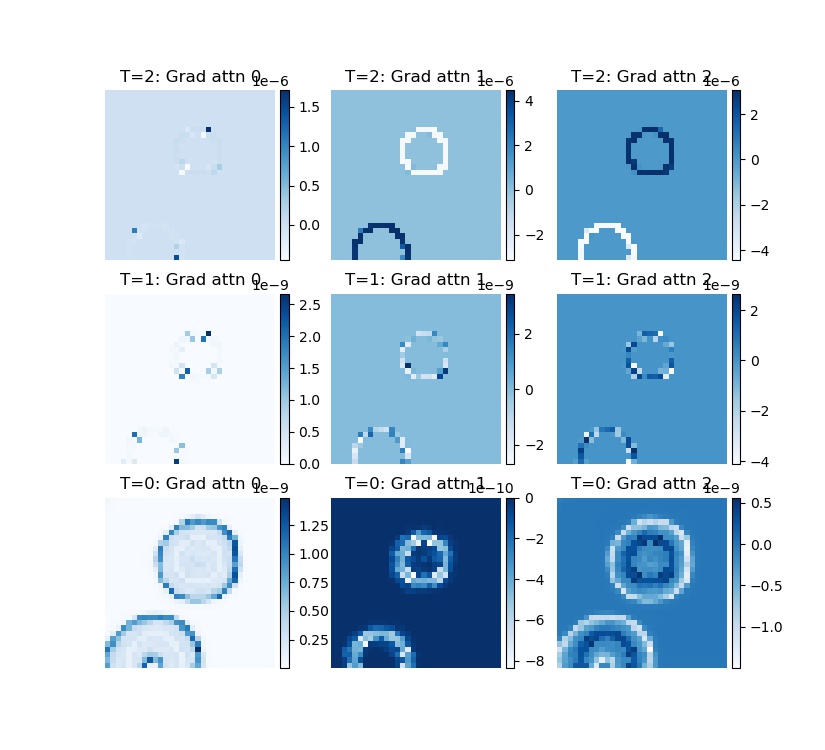 T=2: Grad attn 0
1e−6
1.5
1.0
0.5
0.0
T=2: Grad attn 1
1e−6
4
2
0
−2
T=2: Grad attn 2
1e−6
2
0
−2
−4
T=1: Grad attn 0
1e−9
2.5
2.0
1.5
1.0
0.5
0.0
T=1: Grad attn 1
1e−9
2
0
−2
T=1: Grad attn 2
1e−9
2
0
−2
−4
T=0: Grad attn 0
1e−9
1.25
1.00
0.75
0.50
0.25
T=0: Grad attn 1
1e−10
0
−2
−4
−6
−8
T=0: Grad attn 2
1e−9
0.5
0.0
−0.5
−1.0